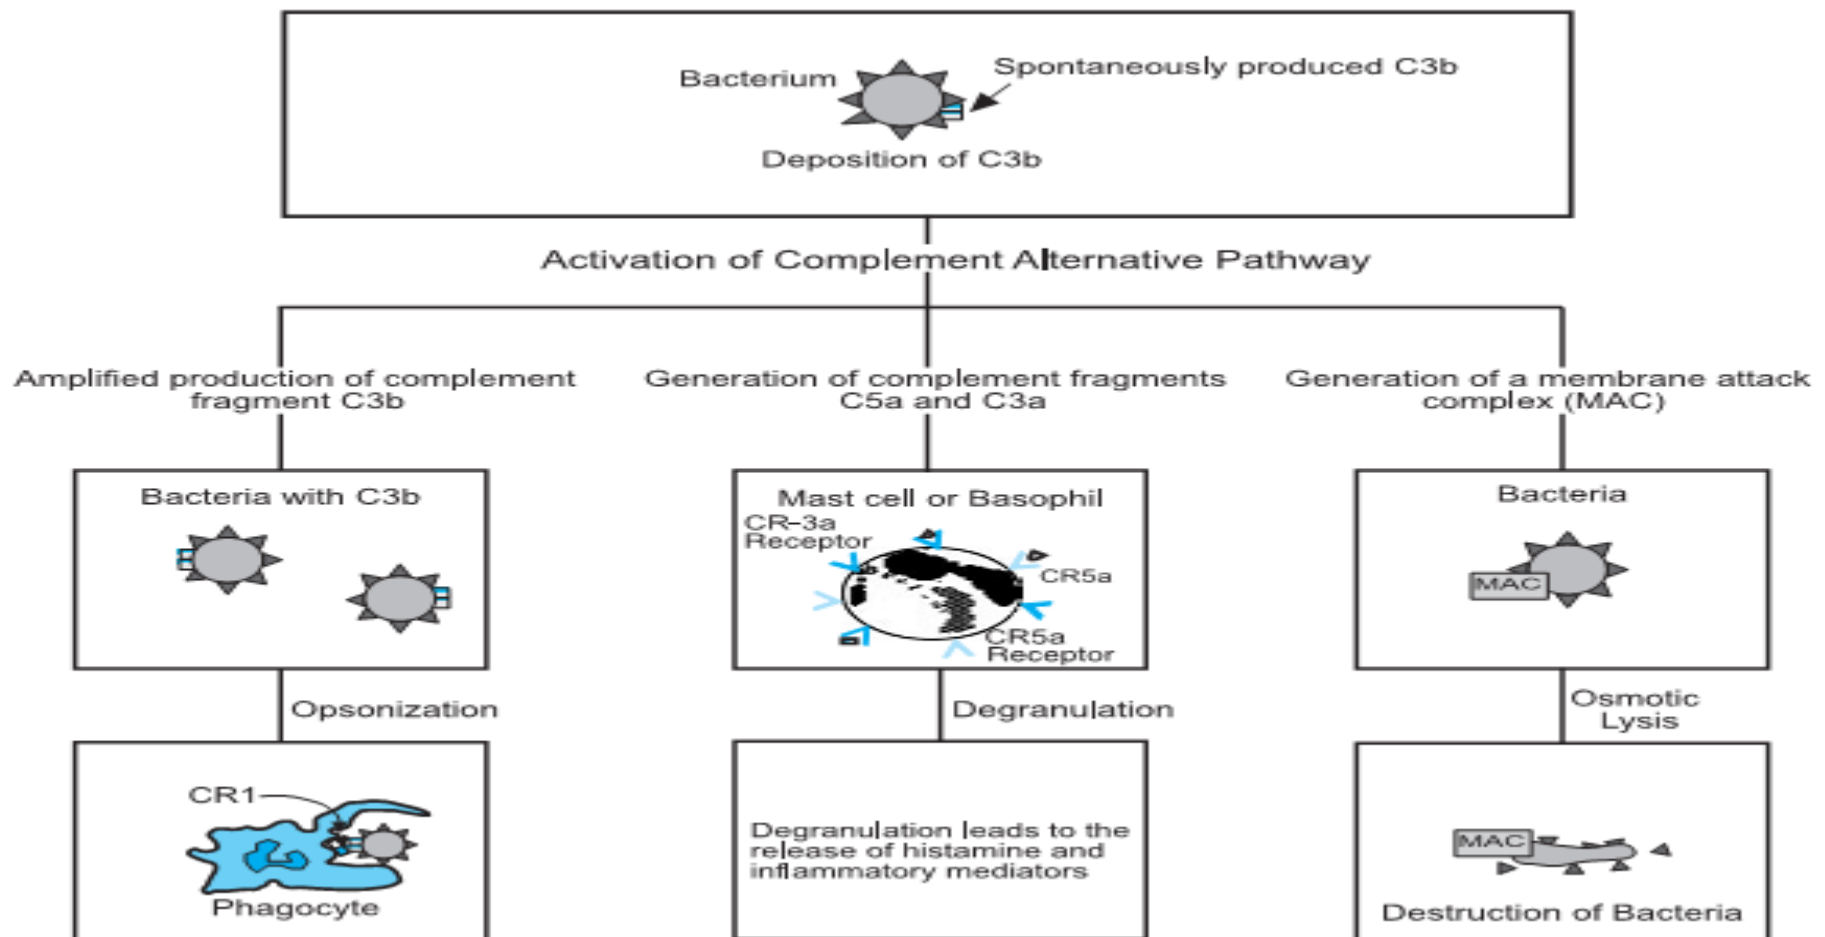 Bacterium
Spontaneously produced C3b
Deposition of C3b
Activation of Complement Alternative Pathway
Amplified production of complement
fragment C3b
Generation of complement fragments
C5a and C3a
Generation of a membrane attack
complex (MAC)
Bacteria with C3b
Mast cell or Basophil
CR-3a
Receptor
CR5a
CR5a
Receptor
Bacteria
MAC
Opsonization
Degranulation
Osmotic
Lysis
CR1
Phagocyte
Degranulation leads to the
release of histamine and
inflammatory mediators
MAC
Destruction of Bacteria